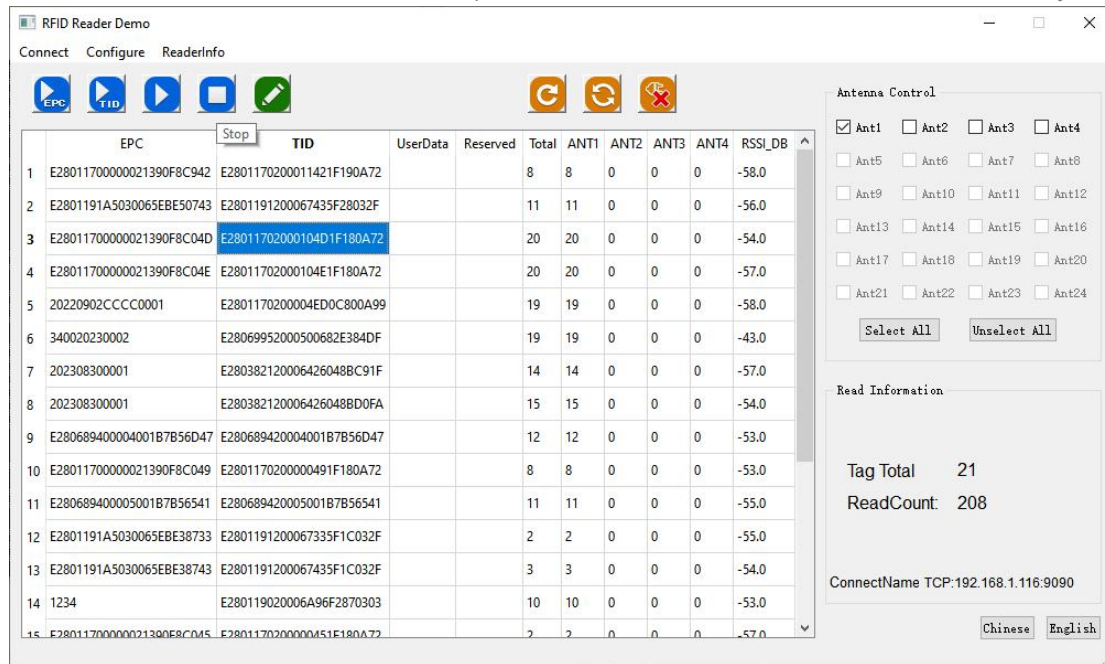 RFID Reader Demo
Connect Configure ReaderInfo
EPC TID
Stop
EPC TID UserData Reserved Total ANT1 ANT2 ANT3 ANT4 RSSI_DB
1 E28011700000021390F8C942 E2801170200011421F190A72 8 8 0 0 0 -58.0
2 E2801191A5030065EBE50743 E2801191200067435F28032F 11 11 0 0 0 -56.0
3 E28011700000021390F8C04D E28011702000104D1F180A72 20 20 0 0 0 -54.0
4 E28011700000021390F8C04E E28011702000104E1F180A72 20 20 0 0 0 -57.0
5 20220902CCCC0001 E2801170200004ED0C800A99 19 19 0 0 0 -58.0
6 340020230002 E28069952000500682E384DF 19 19 0 0 0 -43.0
7 202308300001 E280382120006426048BC91F 14 14 0 0 0 -57.0
8 202308300001 E280382120006426048BD0FA 15 15 0 0 0 -54.0
9 E280689400004001B7B56D47 E280689420004001B7B56D47 12 12 0 0 0 -53.0
10 E28011700000021390F8C049 E2801170200000491F180A72 8 8 0 0 0 -53.0
11 E280689400005001B7B56541 E280689420005001B7B56541 11 11 0 0 0 -55.0
12 E2801191A5030065EBE38733 E2801191200067335F1C032F 2 2 0 0 0 -55.0
13 E2801191A5030065EBE38743 E2801191200067435F1C032F 3 3 0 0 0 -54.0
14 1234 E280119020006A96F2870303 10 10 0 0 0 -53.0
15 E28011700000021390F8C045 E2801170200000451F180A72 2 2 0 0 0 -57.0
Antenna Control
Ant1 Ant2 Ant3 Ant4
Ant5 Ant6 Ant7 Ant8
Ant9 Ant10 Ant11 Ant12
Ant13 Ant14 Ant15 Ant16
Ant17 Ant18 Ant19 Ant20
Ant21 Ant22 Ant23 Ant24
Select All Unselect All
Read Information
Tag Total 21
ReadCount: 208
ConnectName TCP:192.168.1.116:9090
Chinese English